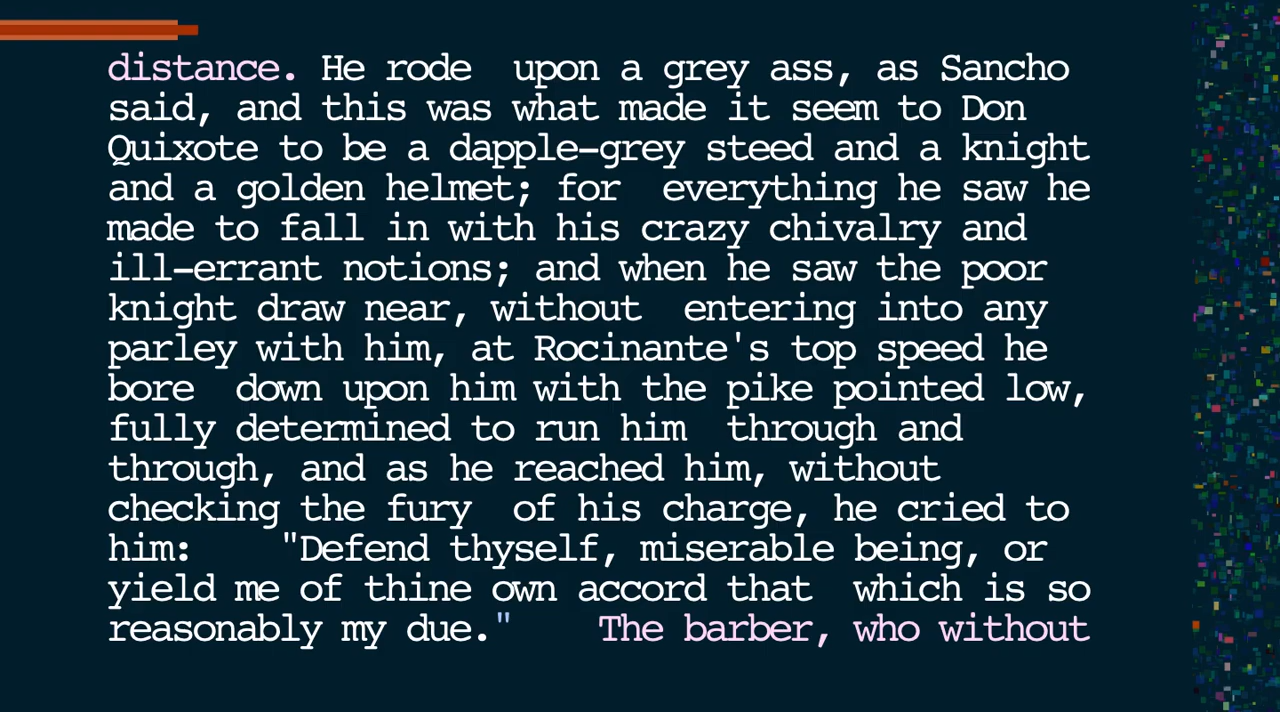 distance. He rode  upon a grey ass, as Sancho
said, and this was what made it seem to Don
Quixote to be a dapple-grey steed and a knight
and a golden helmet; for  everything he saw he
made to fall in with his crazy chivalry and
ill-errant notions; and when he saw the poor
knight draw near, without  entering into any
parley with him, at Rocinante's top speed he
bore  down upon him with the pike pointed low,
fully determined to run him  through and
through, and as he reached him, without
checking the fury  of his charge, he cried to
him:    "Defend thyself, miserable being, or
yield me of thine own accord that  which is so
reasonably my due."    The barber, who without